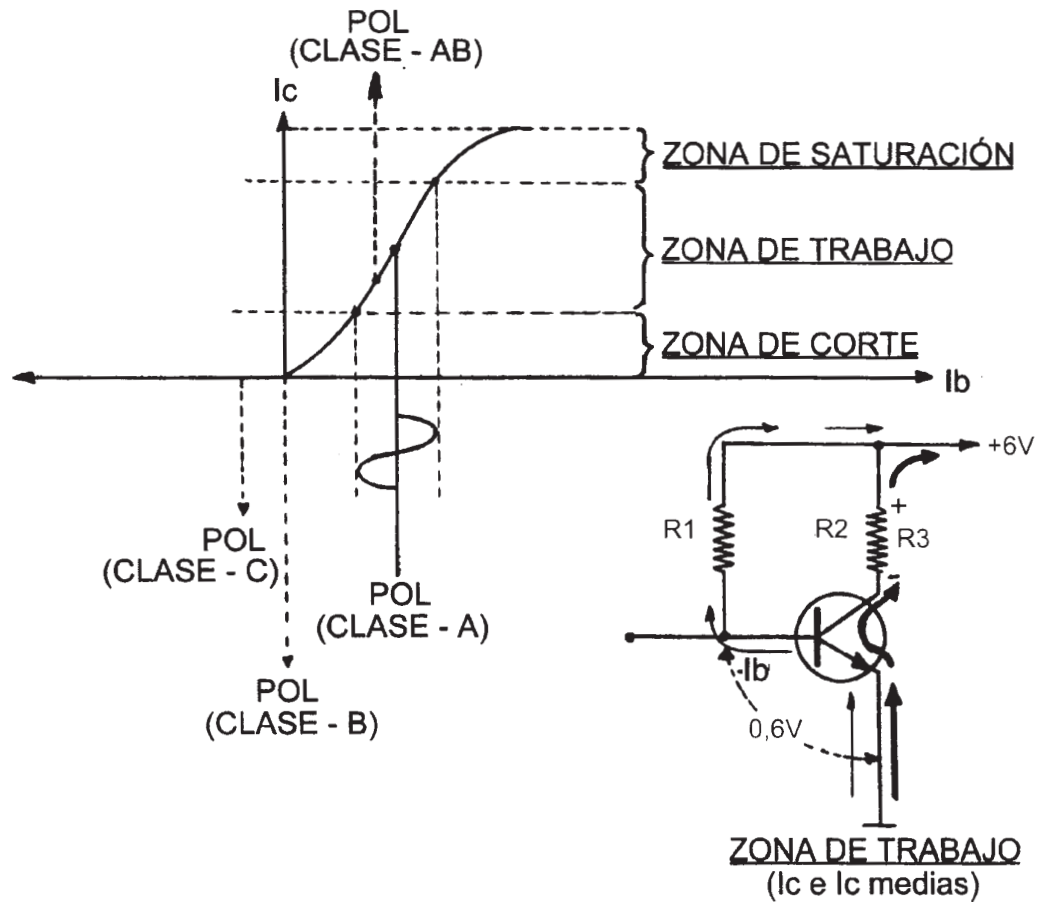 POL
(CLASE - AB)
Ic
ZONA DE SATURACIÓN
ZONA DE TRABAJO
ZONA DE CORTE
Ib
POL
(CLASE - C)
POL
(CLASE - A)
POL
(CLASE - B)
+6V
R1
R2
+
R3
-
-Ib
0,6V
ZONA DE TRABAJO
(Ic e Ic medias)